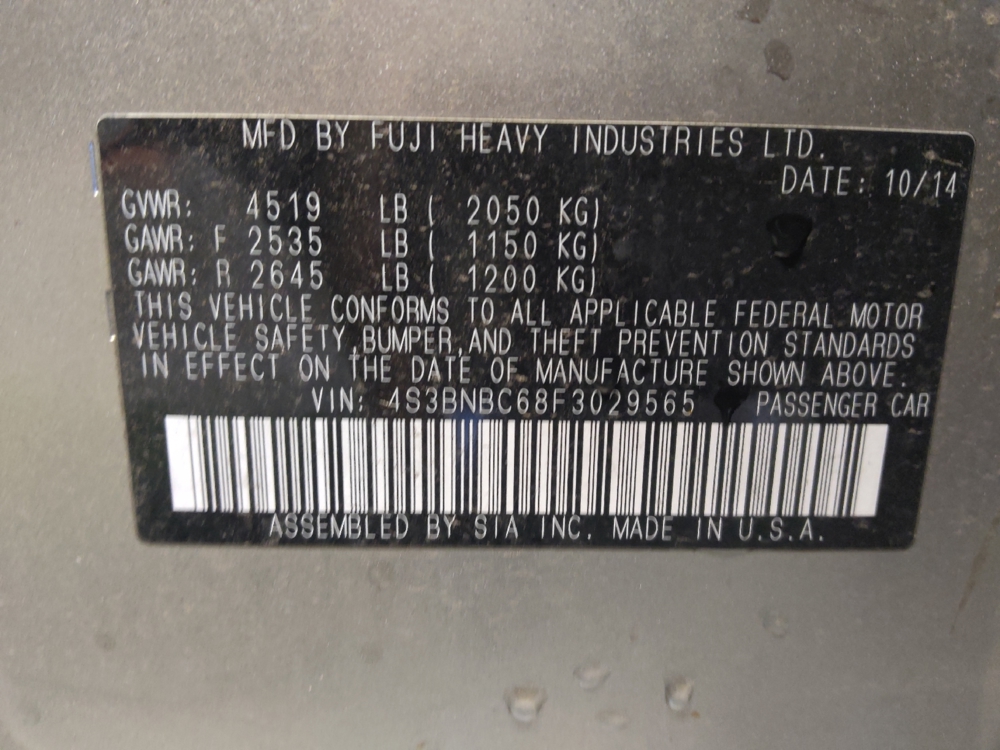 MFD BY FUJI HEAVY INDUSTRIES LTD.
DATE: 10/14
GVWR: 4519 LB ( 2050 KG)
GAWR: F 2535 LB ( 1150 KG)
GAWR: R 2645 LB ( 1200 KG)
THIS VEHICLE CONFORMS TO ALL APPLICABLE FEDERAL MOTOR
VEHICLE SAFETY, BUMPER, AND THEFT PREVENTION STANDARDS
IN EFFECT ON THE DATE OF MANUFACTURE SHOWN ABOVE.
VIN: 4S3BNBC68F3029565 PASSENGER CAR
ASSEMBLED BY SIA INC. MADE IN U.S.A.